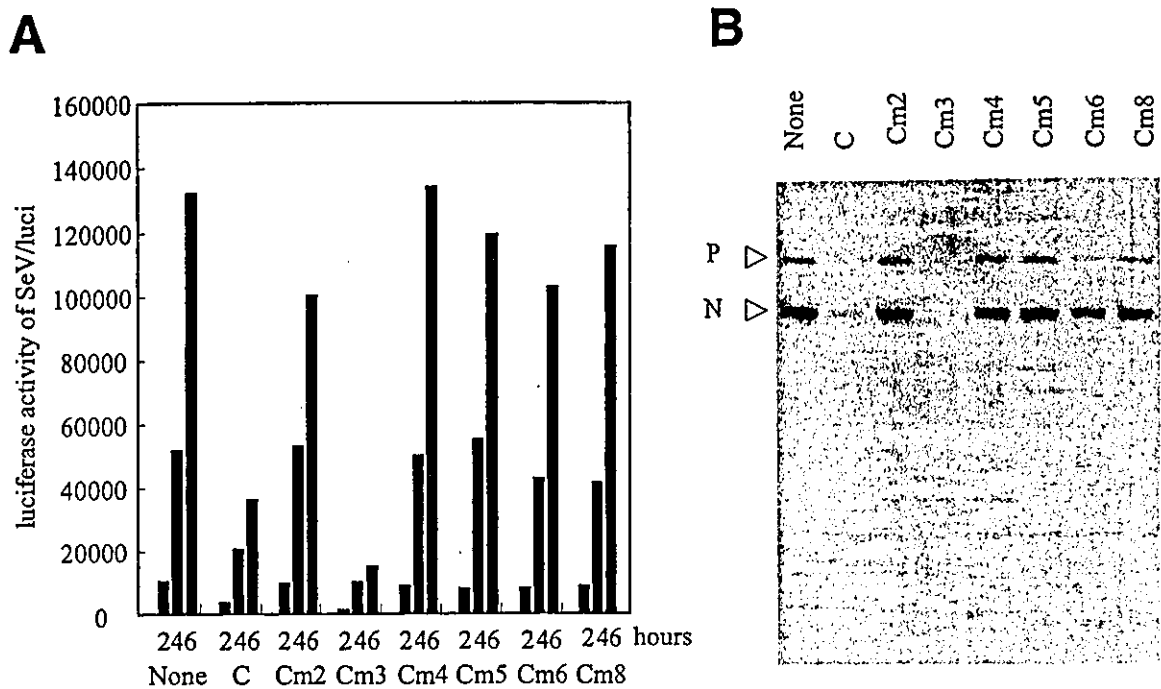 A
luciferase activity of SeV/luci
160000
140000
120000
100000
80000
60000
40000
20000
0
246 246 246 246 246 246 246 246 hours
None C Cm2 Cm3 Cm4 Cm5 Cm6 Cm8
B
None C Cm2 Cm3 Cm4 Cm5 Cm6 Cm8
P
N